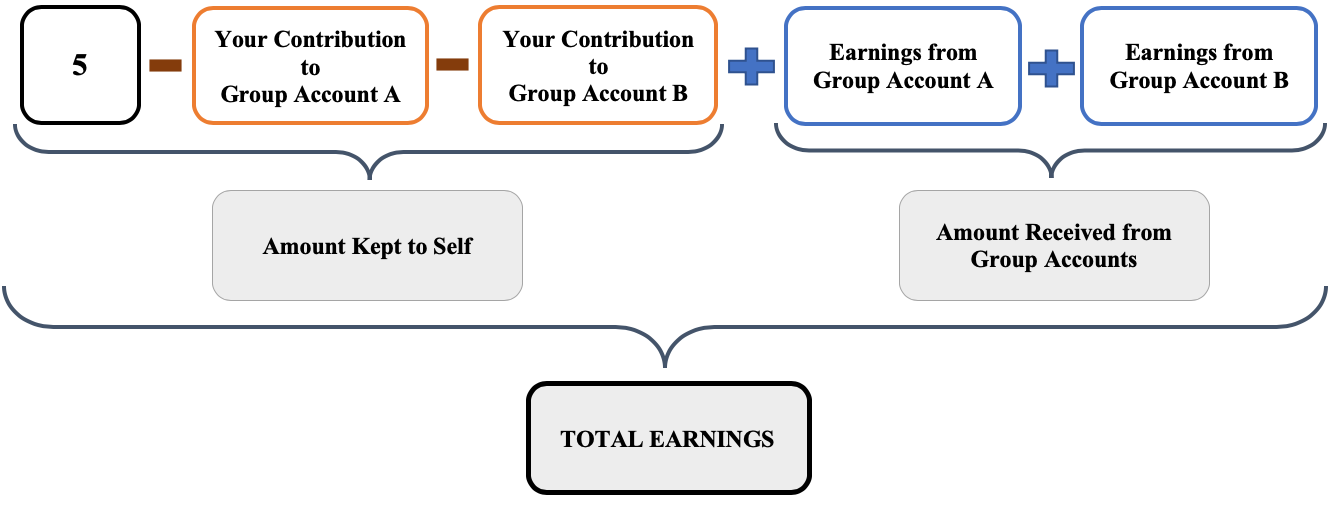 5
Your Contribution
to
Group Account A
Your Contribution
to
Group Account B
Earnings from
Group Account A
Earnings from
Group Account B
Amount Kept to Self
Amount Received from
Group Accounts
TOTAL EARNINGS